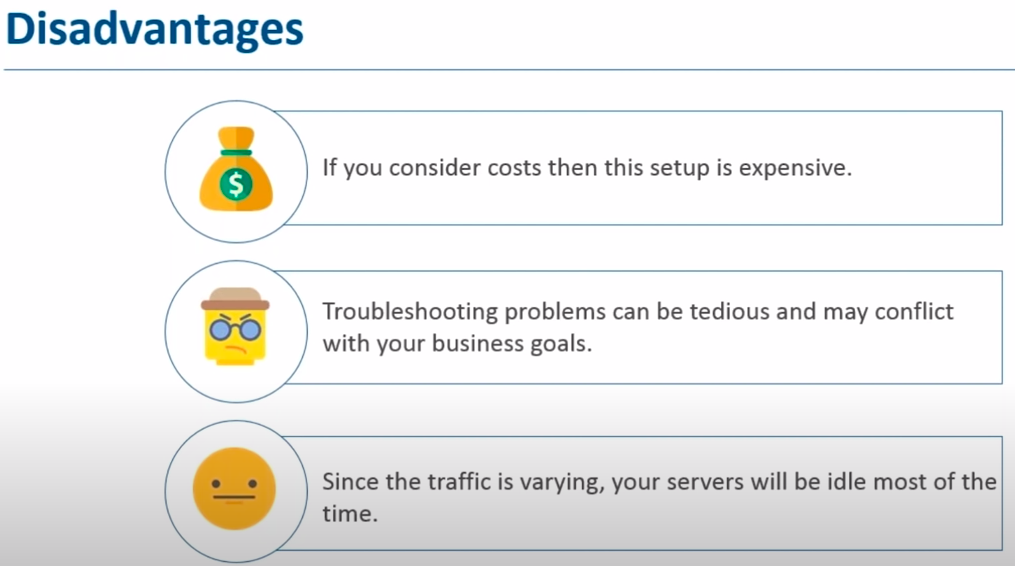 Disadvantages
$
If you consider costs then this setup is expensive.
Troubleshooting problems can be tedious and may conflict
with your business goals.
Since the traffic is varying, your servers will be idle most of the
time.